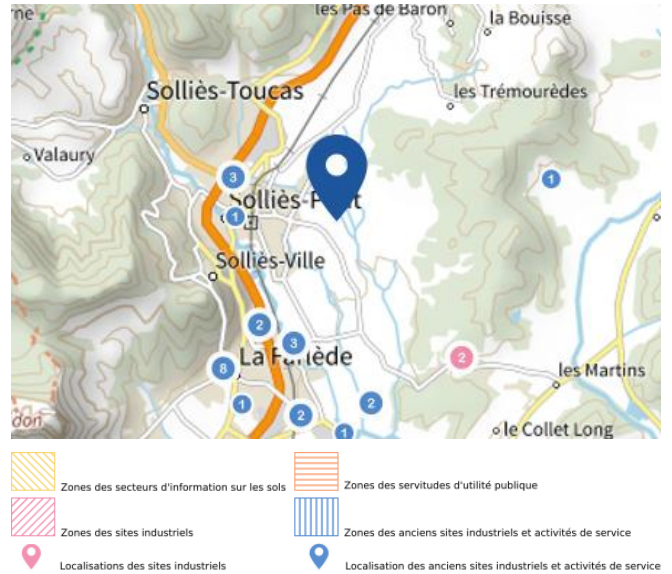 rne
les Pas de Baron
la Bouisse
Solliès-Toucas
les Trémourèdes
Valaury
3
1
1
Solliès-P t
Solliès-Ville
2
3
8
La Farlède
2
les Martins
1
2
2
1
don
le Collet Long
Zones des secteurs d'information sur les sols
Zones des servitudes d'utilité publique
Zones des sites industriels
Zones des anciens sites industriels et activités de service
Localisations des sites industriels
Localisation des anciens sites industriels et activités de service